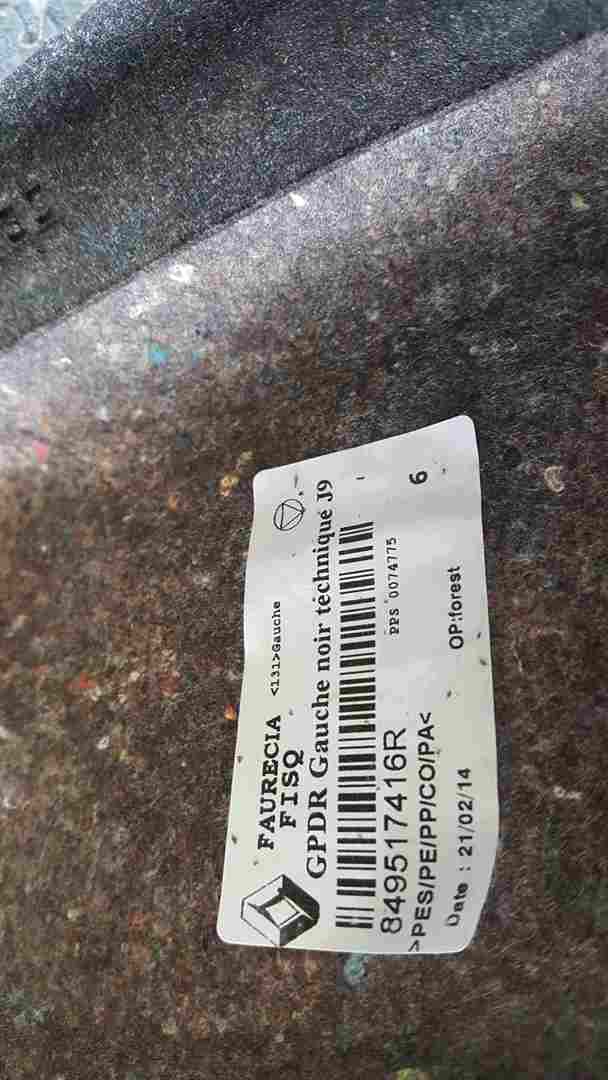 FAURECIA <131>Gauche
FISQ
GPDR Gauche noir technique J9
849517416R PPS 0074775
>PES/PE/PP/CO/PA< 6
Date : 21/02/14 OP:forest